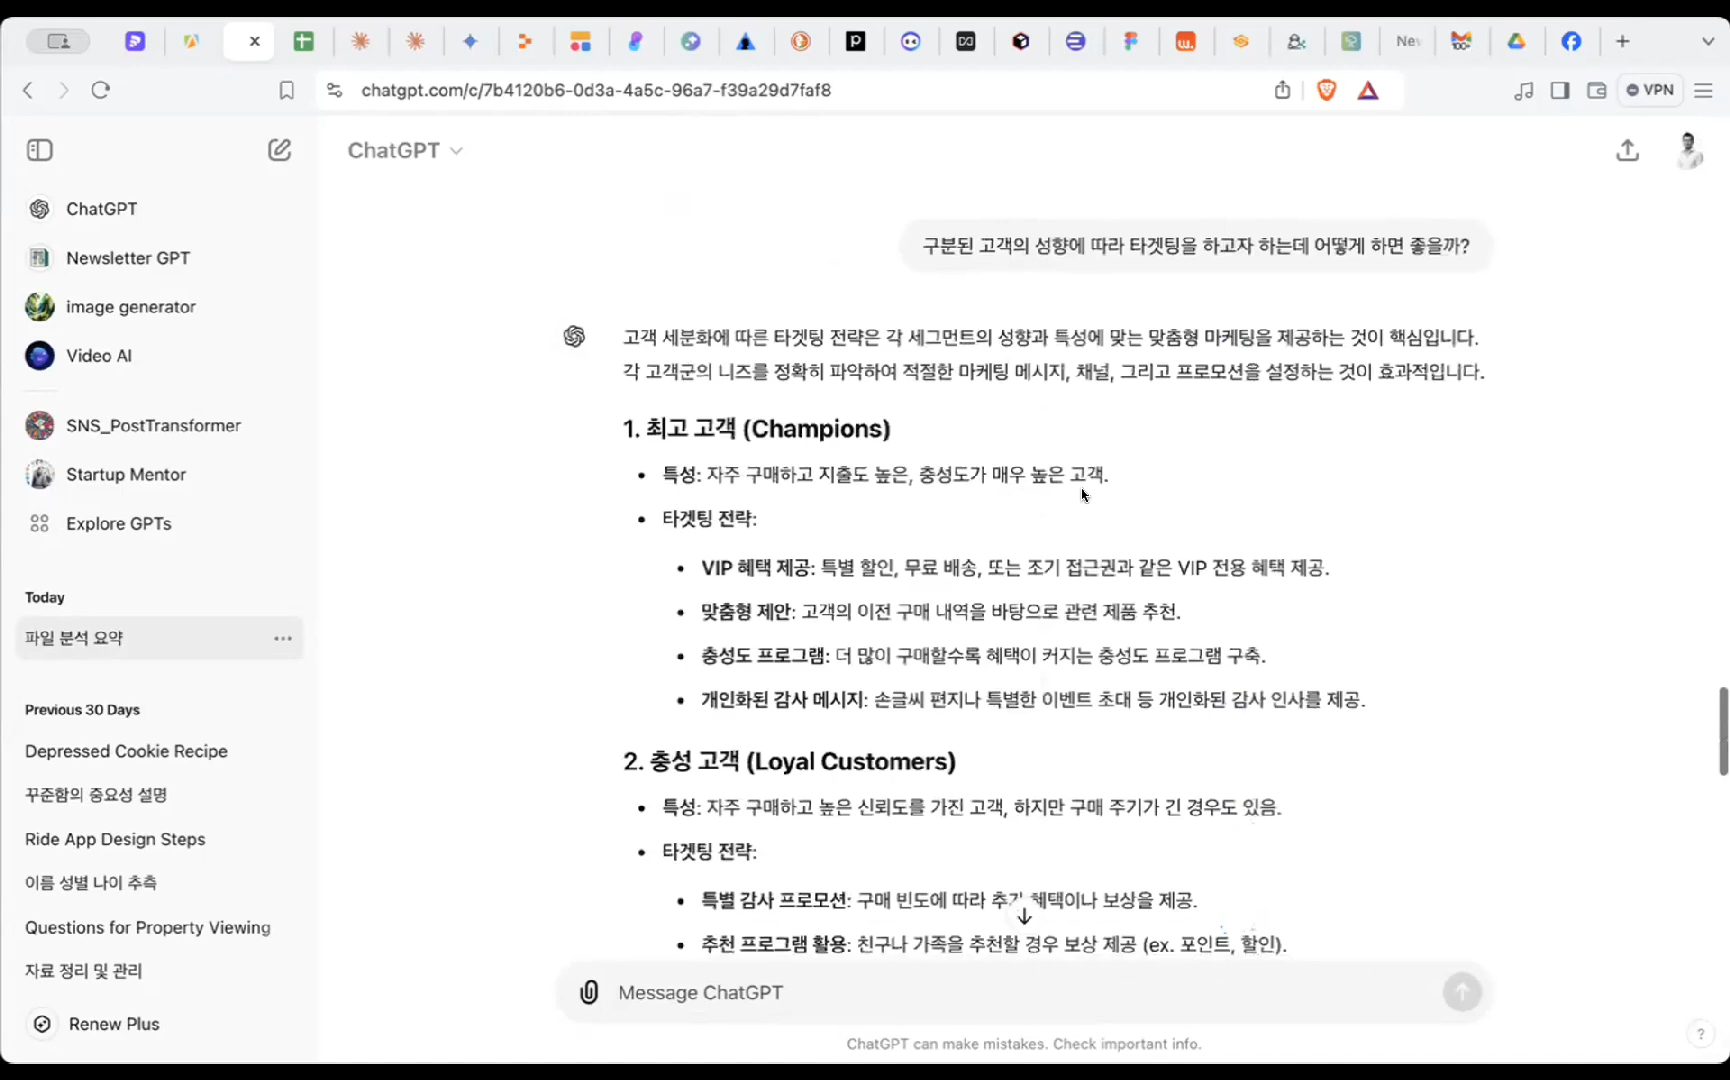 New
chatgpt.com/c/7b4120b6-0d3a-4a5c-96a7-f39a29d7faf8
VPN
ChatGPT
Newsletter GPT
image generator
Video AI
SNS_PostTransformer
Startup Mentor
Explore GPTs
Today
파일 분석 요약
Previous 30 Days
Depressed Cookie Recipe
꾸준함의 중요성 설명
Ride App Design Steps
이름 성별 나이 추측
Questions for Property Viewing
자료 정리 및 관리
Renew Plus
ChatGPT
구분된 고객의 성향에 따라 타겟팅을 하고자 하는데 어떻게 하면 좋을까?
고객 세분화에 따른 타겟팅 전략은 각 세그먼트의 성향과 특성에 맞는 맞춤형 마케팅을 제공하는 것이 핵심입니다.
각 고객군의 니즈를 정확히 파악하여 적절한 마케팅 메시지, 채널, 그리고 프로모션을 설정하는 것이 효과적입니다.
1. 최고 고객 (Champions)
• 특성: 자주 구매하고 지출도 높은, 충성도가 매우 높은 고객.
• 타겟팅 전략:
• VIP 혜택 제공: 특별 할인, 무료 배송, 또는 조기 접근권과 같은 VIP 전용 혜택 제공.
• 맞춤형 제안: 고객의 이전 구매 내역을 바탕으로 관련 제품 추천.
• 충성도 프로그램: 더 많이 구매할수록 혜택이 커지는 충성도 프로그램 구축.
• 개인화된 감사 메시지: 손글씨 편지나 특별한 이벤트 초대 등 개인화된 감사 인사를 제공.
2. 충성 고객 (Loyal Customers)
• 특성: 자주 구매하고 높은 신뢰도를 가진 고객, 하지만 구매 주기가 긴 경우도 있음.
• 타겟팅 전략:
• 특별 감사 프로모션: 구매 빈도에 따라 추가 혜택이나 보상을 제공.
• 추천 프로그램 활용: 친구나 가족을 추천할 경우 보상 제공 (ex. 포인트, 할인).
Message ChatGPT
ChatGPT can make mistakes. Check important info.
?